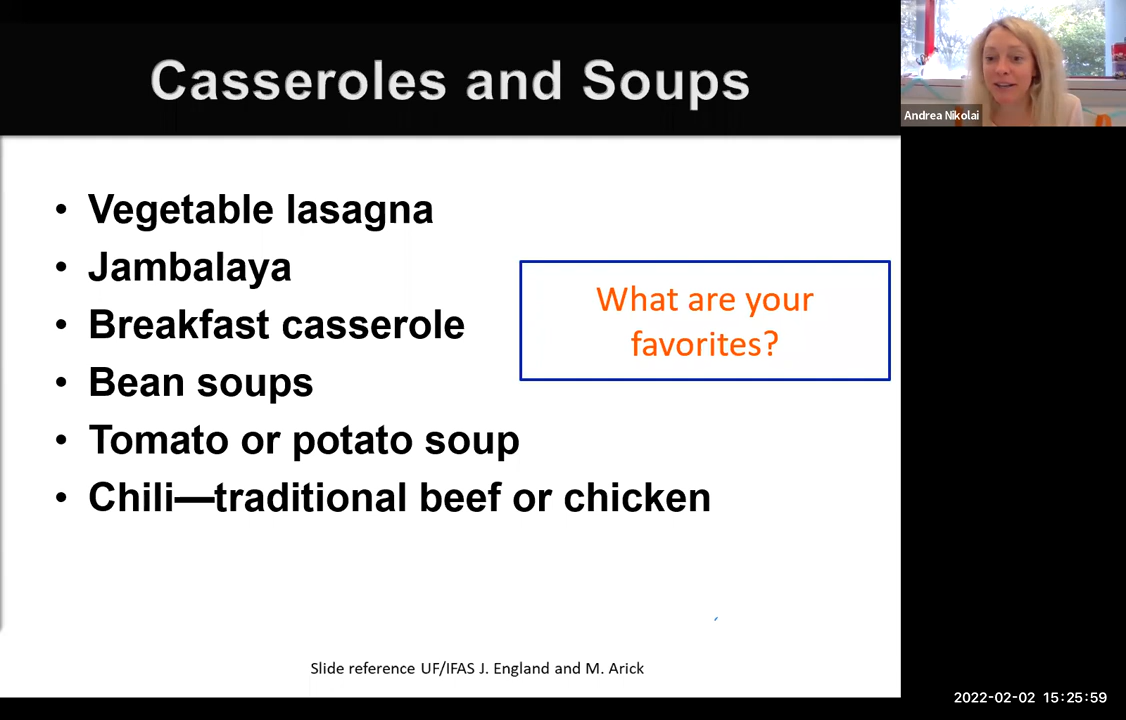 Casseroles and Soups
Andrea Nikolai
• Vegetable lasagna
• Jambalaya
• Breakfast casserole
• Bean soups
• Tomato or potato soup
• Chili—traditional beef or chicken
What are your
favorites?
Slide reference UF/IFAS J. England and M. Arick
2022-02-02 15:25:59